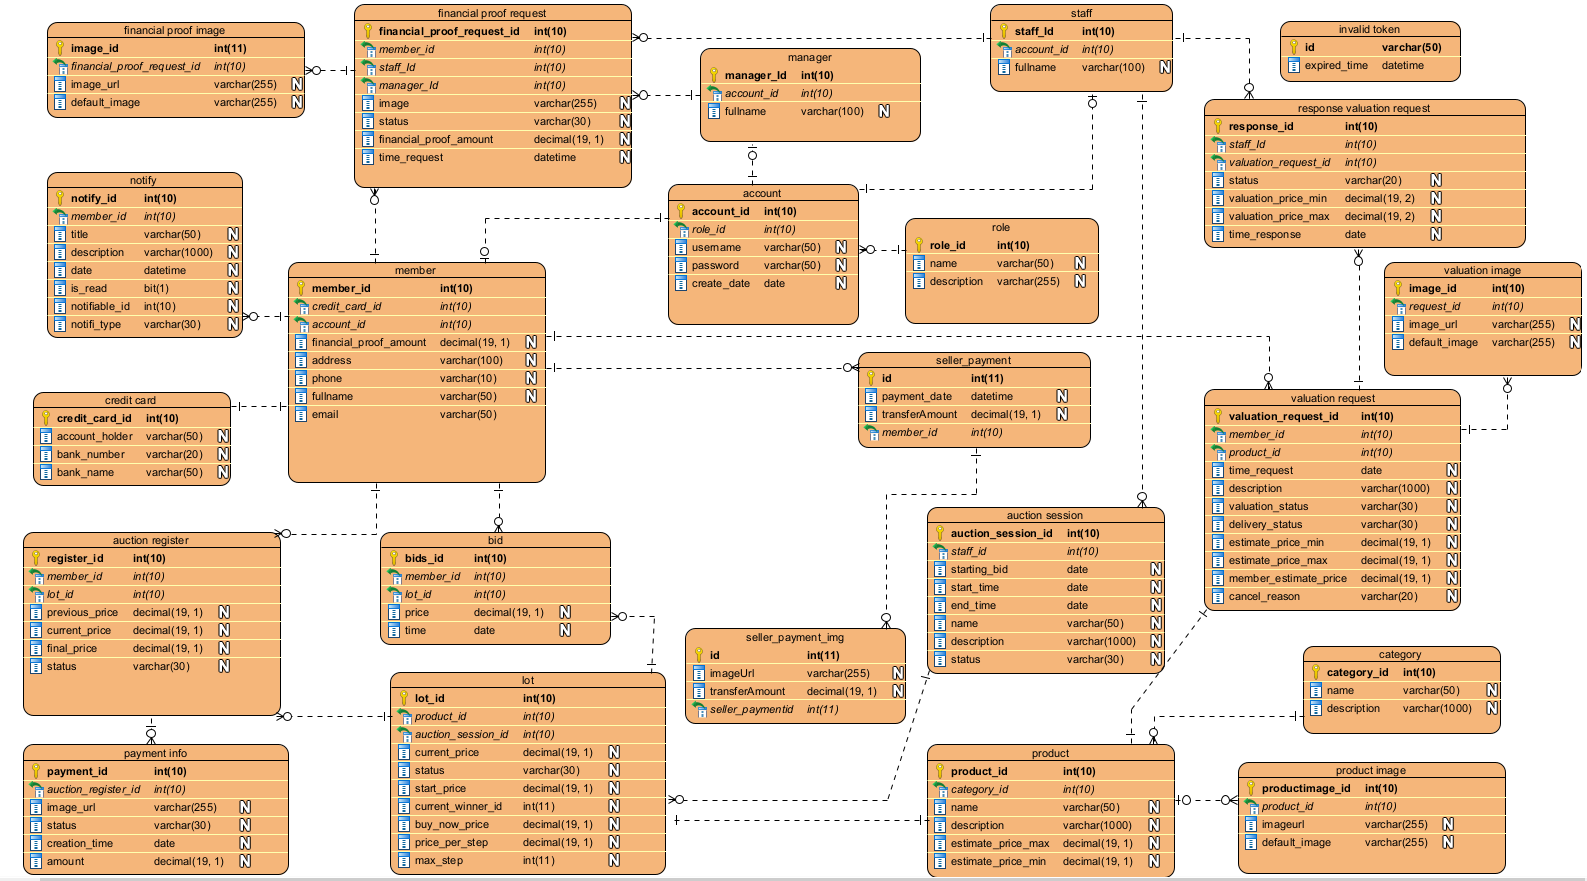 financial proof image
image_id int(11)
financial_proof_request_id int(10)
image_url varchar(255) N
default_image varchar(255) N
financial proof request
financial_proof_request_id int(10)
member_id int(10)
staff_Id int(10)
manager_Id int(10)
image varchar(255) N
status varchar(30) N
financial_proof_amount decimal(19, 1) N
time_request datetime N
manager
manager_Id int(10)
account_id int(10)
fullname varchar(100) N
staff
staff_Id int(10)
account_id int(10)
fullname varchar(100) N
invalid token
id varchar(50)
expired_time datetime
response valuation request
response_id int(10)
staff_Id int(10)
valuation_request_id int(10)
status varchar(20) N
valuation_price_min decimal(19, 2) N
valuation_price_max decimal(19, 2) N
time_response date N
notify
notify_id int(10)
member_id int(10)
title varchar(50) N
description varchar(1000) N
date datetime N
is_read bit(1) N
notifiable_id int(10) N
notifi_type varchar(30) N
account
account_id int(10)
role_id int(10)
username varchar(50) N
password varchar(50) N
create_date date N
role
role_id int(10)
name varchar(50) N
description varchar(255) N
valuation image
image_id int(10)
request_id int(10)
image_url varchar(255) N
default_image varchar(255) N
member
member_id int(10)
credit_card_id int(10)
account_id int(10)
financial_proof_amount decimal(19, 1) N
address varchar(100) N
phone varchar(10) N
fullname varchar(50) N
email varchar(50)
seller_payment
id int(11)
payment_date datetime N
transferAmount decimal(19, 1) N
member_id int(10)
credit card
credit_card_id int(10)
account_holder varchar(50) N
bank_number varchar(20) N
bank_name varchar(50) N
valuation request
valuation_request_id int(10)
member_id int(10)
product_id int(10)
time_request date N
description varchar(1000) N
valuation_status varchar(30) N
delivery_status varchar(30) N
estimate_price_min decimal(19, 1) N
estimate_price_max decimal(19, 1) N
member_estimate_price decimal(19, 1) N
cancel_reason varchar(20) N
auction register
register_id int(10)
member_id int(10)
lot_id int(10)
previous_price decimal(19, 1) N
current_price decimal(19, 1) N
final_price decimal(19, 1) N
status varchar(30) N
bid
bids_id int(10)
member_id int(10)
lot_id int(10)
price decimal(19, 1) N
time date N
auction session
auction_session_id int(10)
staff_id int(10)
starting_bid date N
start_time date N
end_time date N
name varchar(50) N
description varchar(1000) N
status varchar(30) N
seller_payment_img
id int(11)
imageUrl varchar(255) N
transferAmount decimal(19, 1) N
seller_paymentid int(11)
category
category_id int(10)
name varchar(50) N
description varchar(1000) N
lot
lot_id int(10)
product_id int(10)
auction_session_id int(10)
current_price decimal(19, 1) N
status varchar(30) N
start_price decimal(19, 1) N
current_winner_id int(11) N
buy_now_price decimal(19, 1) N
price_per_step decimal(19, 1) N
max_step int(11) N
payment info
payment_id int(10)
auction_register_id int(10)
image_url varchar(255) N
status varchar(30) N
creation_time date N
amount decimal(19, 1) N
product
product_id int(10)
category_id int(10)
name varchar(50) N
description varchar(1000) N
estimate_price_max decimal(19, 1) N
estimate_price_min decimal(19, 1) N
product image
productimage_id int(10)
product_id int(10)
imageurl varchar(255) N
default_image varchar(255) N